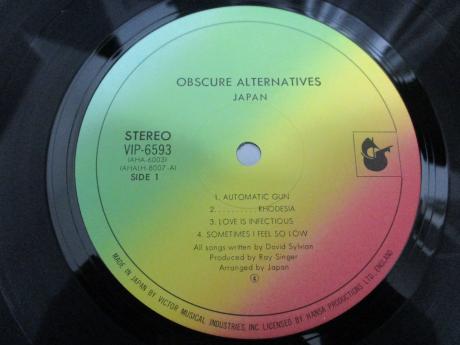 OBSCURE ALTERNATIVES
JAPAN
STEREO
VIP-6593
(AHA-6003)
(AHALH-8007-A)
SIDE 1
1. AUTOMATIC GUN
2. ..........RHODESIA
3. LOVE IS INFECTIOUS
4. SOMETIMES I FEEL SO LOW
All songs written by David Sylvian
Produced by Ray Singer
Arranged by Japan
MADE IN JAPAN BY VICTOR MUSICAL INDUSTRIES, INC. LICENSED BY HANSA PRODUCTIONS LTD. ENGLAND